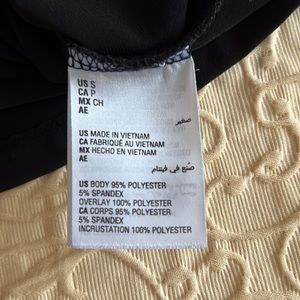 US S
CA P
MX CH
AE
صغير
US MADE IN VIETNAM
CA FABRIQUÉ AU VIETNAM
MX HECHO EN VIETNAM
AE
صُنع في فيتنام
US BODY 95% POLYESTER
5% SPANDEX
OVERLAY 100% POLYESTER
CA CORPS 95% POLYESTER
5% SPANDEX
INCRUSTATION 100% POLYESTER